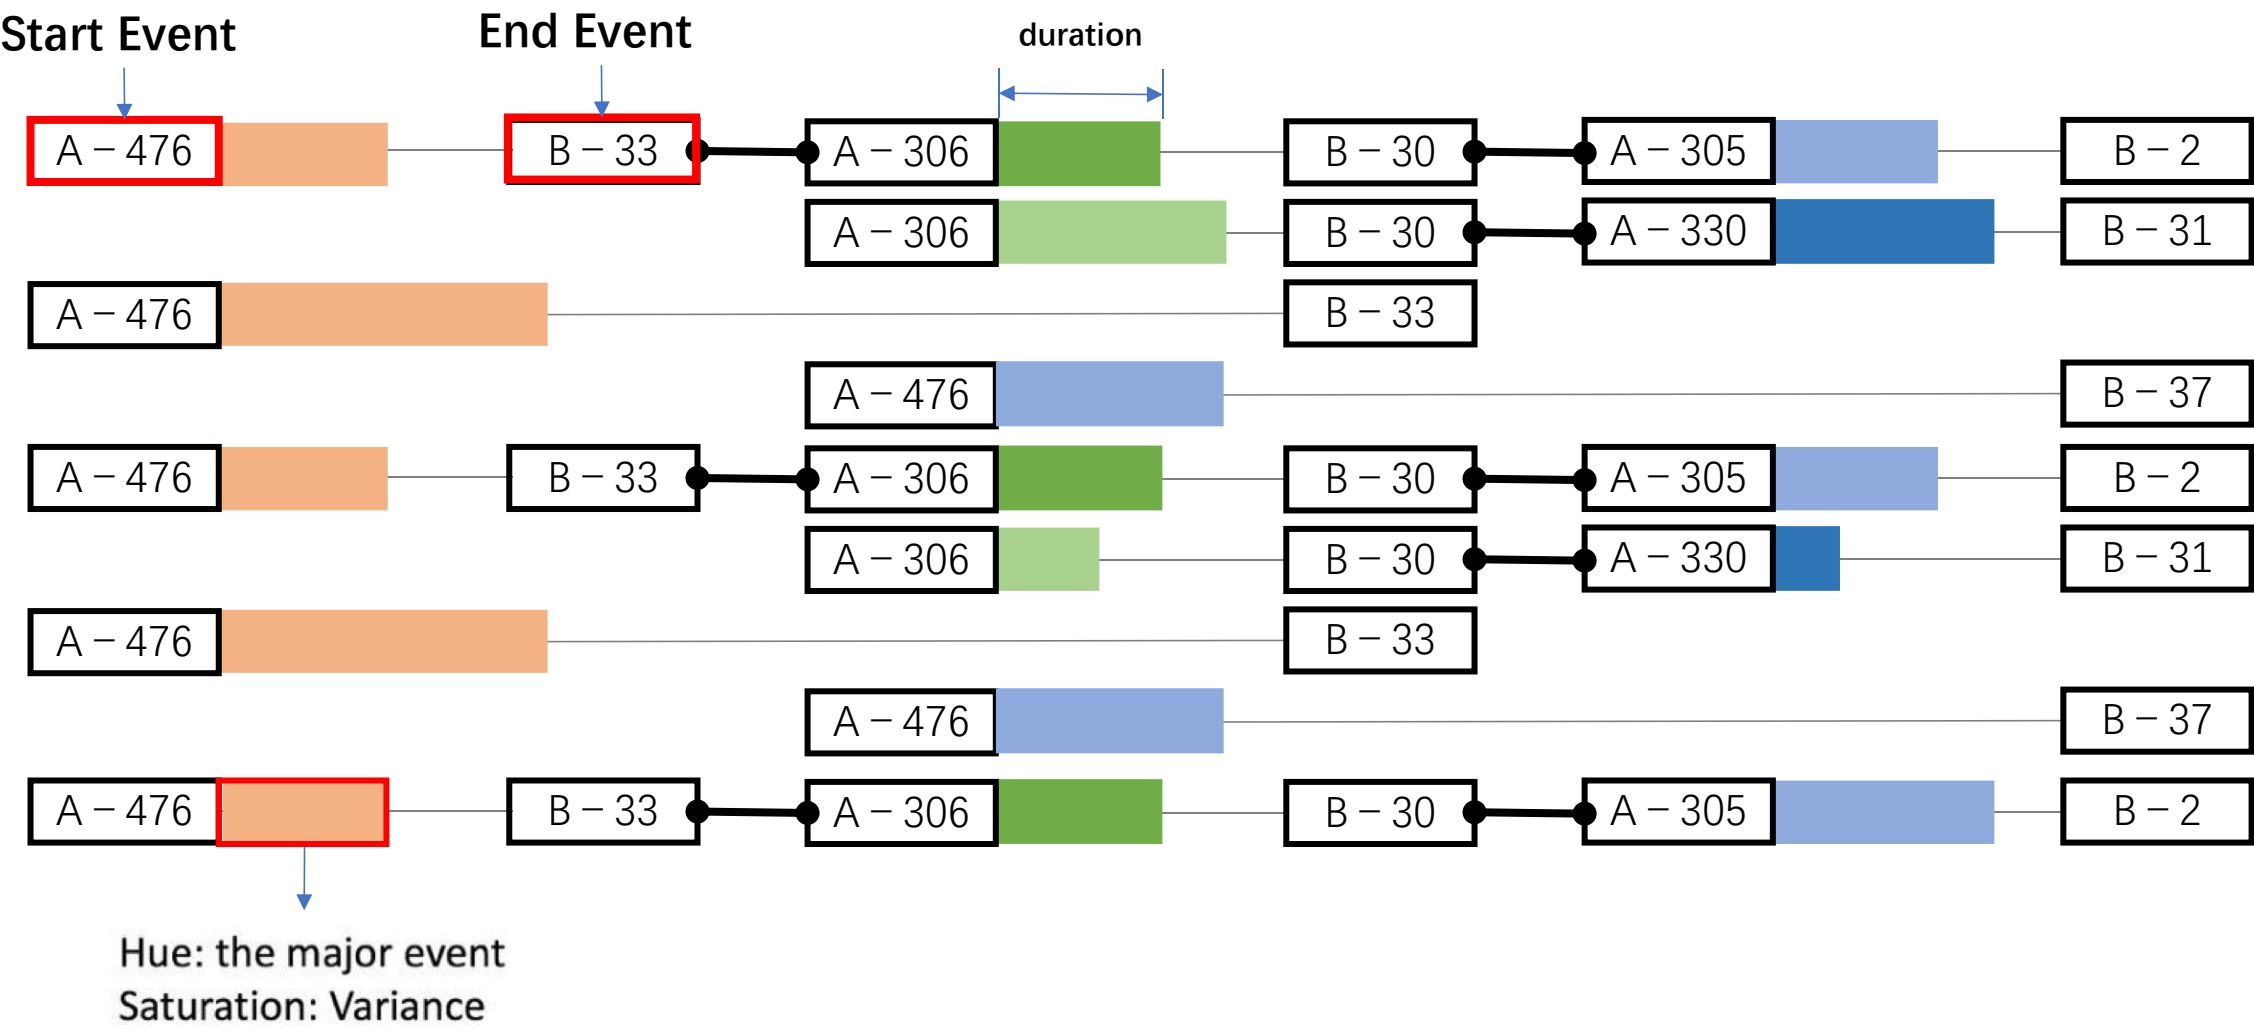 Start Event End Event duration
A – 476 B – 33 A – 306 B – 30 A – 305 B – 2
A – 306 B – 30 A – 330 B – 31
A – 476 B – 33
A – 476 B – 37
A – 476 B – 33 A – 306 B – 30 A – 305 B – 2
A – 306 B – 30 A – 330 B – 31
A – 476 B – 33
A – 476 B – 37
A – 476 B – 33 A – 306 B – 30 A – 305 B – 2
Hue: the major event
Saturation: Variance